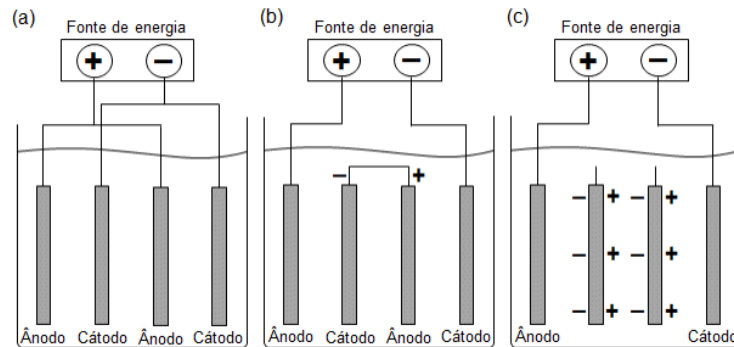 (a)
Fonte de energia
+ −
− +
Ânodo Cátodo Ânodo Cátodo
(b)
Fonte de energia
+ −
− +
Ânodo Cátodo Ânodo Cátodo
(c)
Fonte de energia
+ −
− + − +
− + − +
− + − +
Ânodo Cátodo